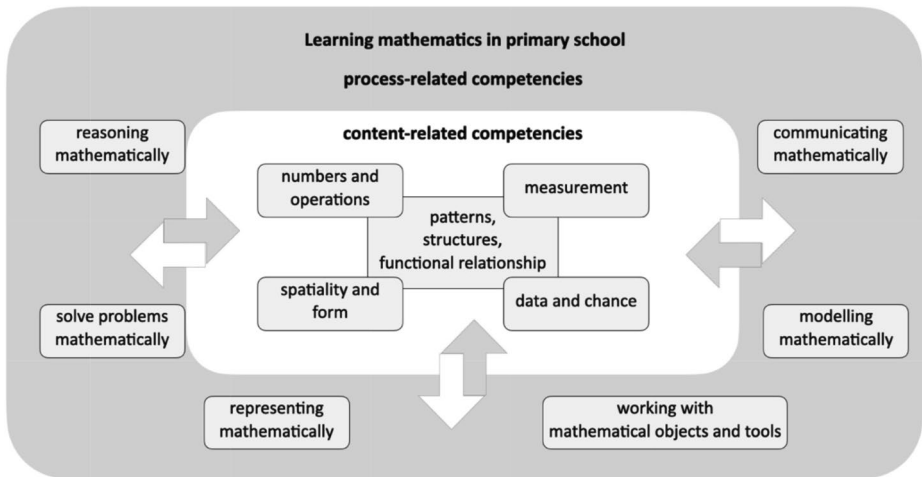 Learning mathematics in primary school
process-related competencies
content-related competencies
reasoning
mathematically
communicating
mathematically
numbers and
operations
measurement
patterns,
structures,
functional relationship
spatiality and
form
data and chance
solve problems
mathematically
modelling
mathematically
representing
mathematically
working with
mathematical objects and tools